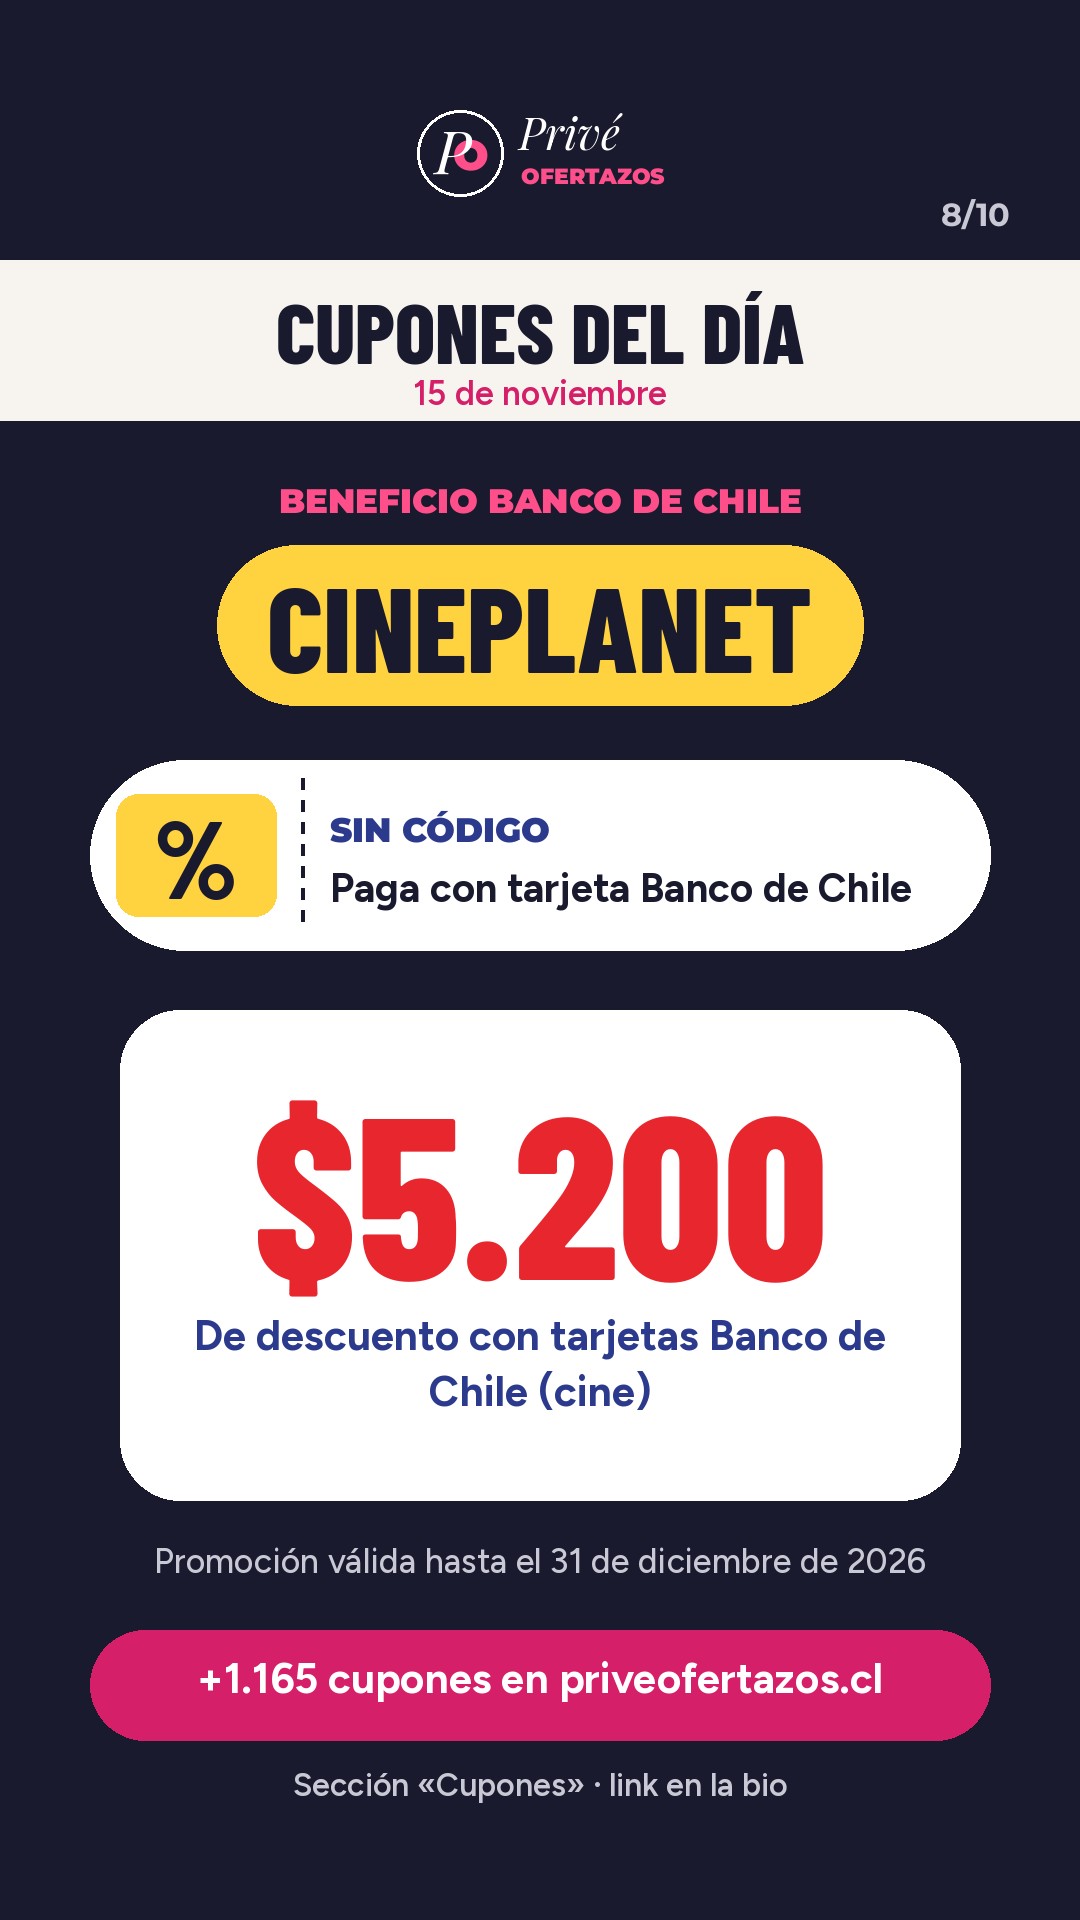 Po
Privé
OFERTAZOS
8/10
CUPONES DEL DÍA
15 de noviembre
BENEFICIO BANCO DE CHILE
CINEPLANET
%
SIN CÓDIGO
Paga con tarjeta Banco de Chile
$5.200
De descuento con tarjetas Banco de
Chile (cine)
Promoción válida hasta el 31 de diciembre de 2026
+1.165 cupones en priveofertazos.cl
Sección «Cupones» · link en la bio